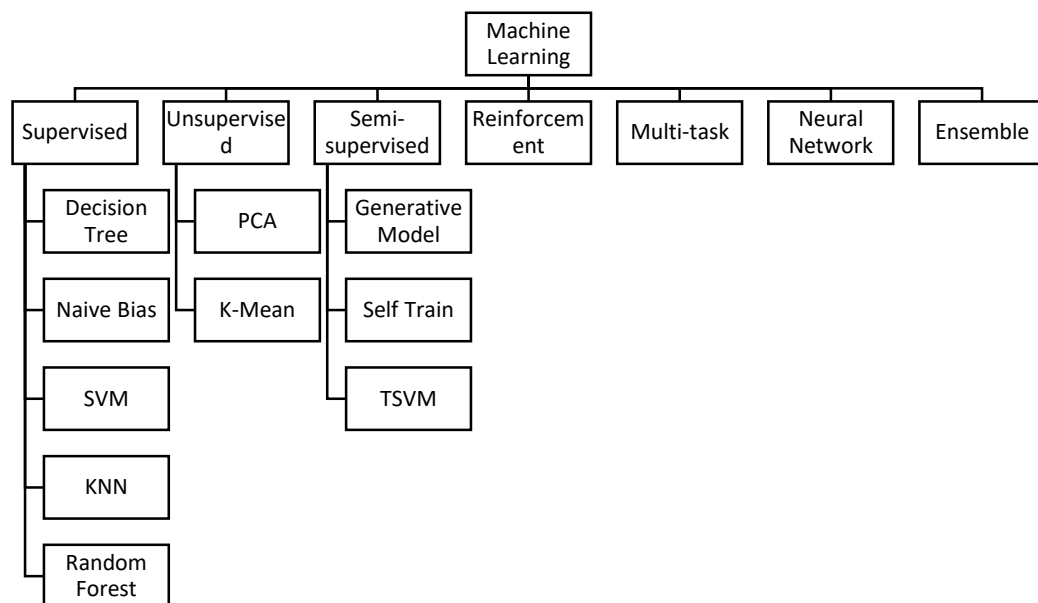 Machine
Learning
Supervised
Unsupervise
d
Semi-
supervised
Reinforcem
ent
Multi-task
Neural
Network
Ensemble
Decision
Tree
Naive Bias
SVM
KNN
Random
Forest
PCA
K-Mean
Generative
Model
Self Train
TSVM